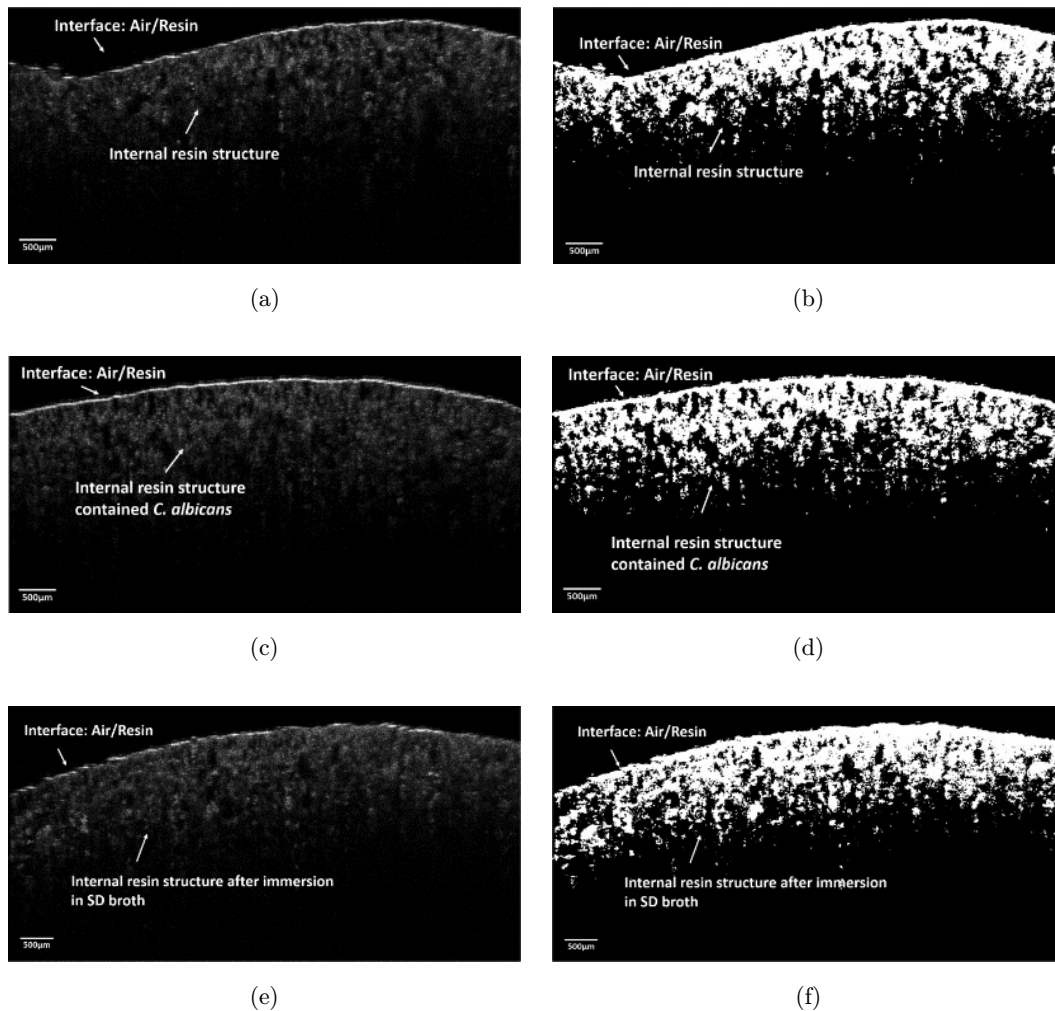 Interface: Air/Resin
Internal resin structure
500µm
Interface: Air/Resin
Internal resin structure
500µm
(a)
(b)
Interface: Air/Resin
Internal resin structure
contained C. albicans
500µm
Interface: Air/Resin
Internal resin structure
contained C. albicans
500µm
(c)
(d)
Interface: Air/Resin
Internal resin structure after immersion
in SD broth
500µm
Interface: Air/Resin
Internal resin structure after immersion
in SD broth
500µm
(e)
(f)